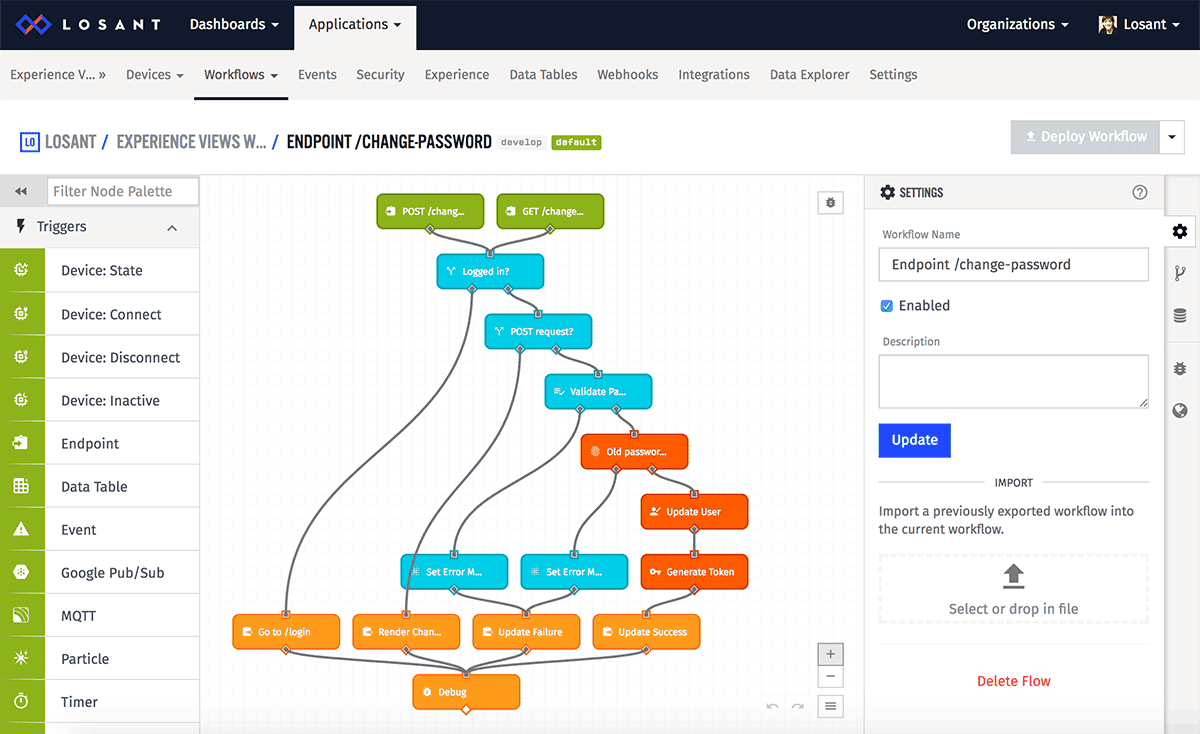 LOSANT Dashboards Applications Organizations Losant
Experience V... » Devices Workflows Events Security Experience Data Tables Webhooks Integrations Data Explorer Settings
LO LOSANT / EXPERIENCE VIEWS W... / ENDPOINT /CHANGE-PASSWORD develop default
Deploy Workflow
Filter Node Palette
Triggers
Device: State
Device: Connect
Device: Disconnect
Device: Inactive
Endpoint
Data Table
Event
Google Pub/Sub
MQTT
Particle
Timer
POST /chang...
GET /change...
Logged in?
POST request?
Validate Pa...
Old passwor...
Update User
Set Error M...
Set Error M...
Generate Token
Go to /login
Render Chan...
Update Failure
Update Success
Debug
SETTINGS
Workflow Name
Endpoint /change-password
Enabled
Description
Update
IMPORT
Import a previously exported workflow into
the current workflow.
Select or drop in file
Delete Flow